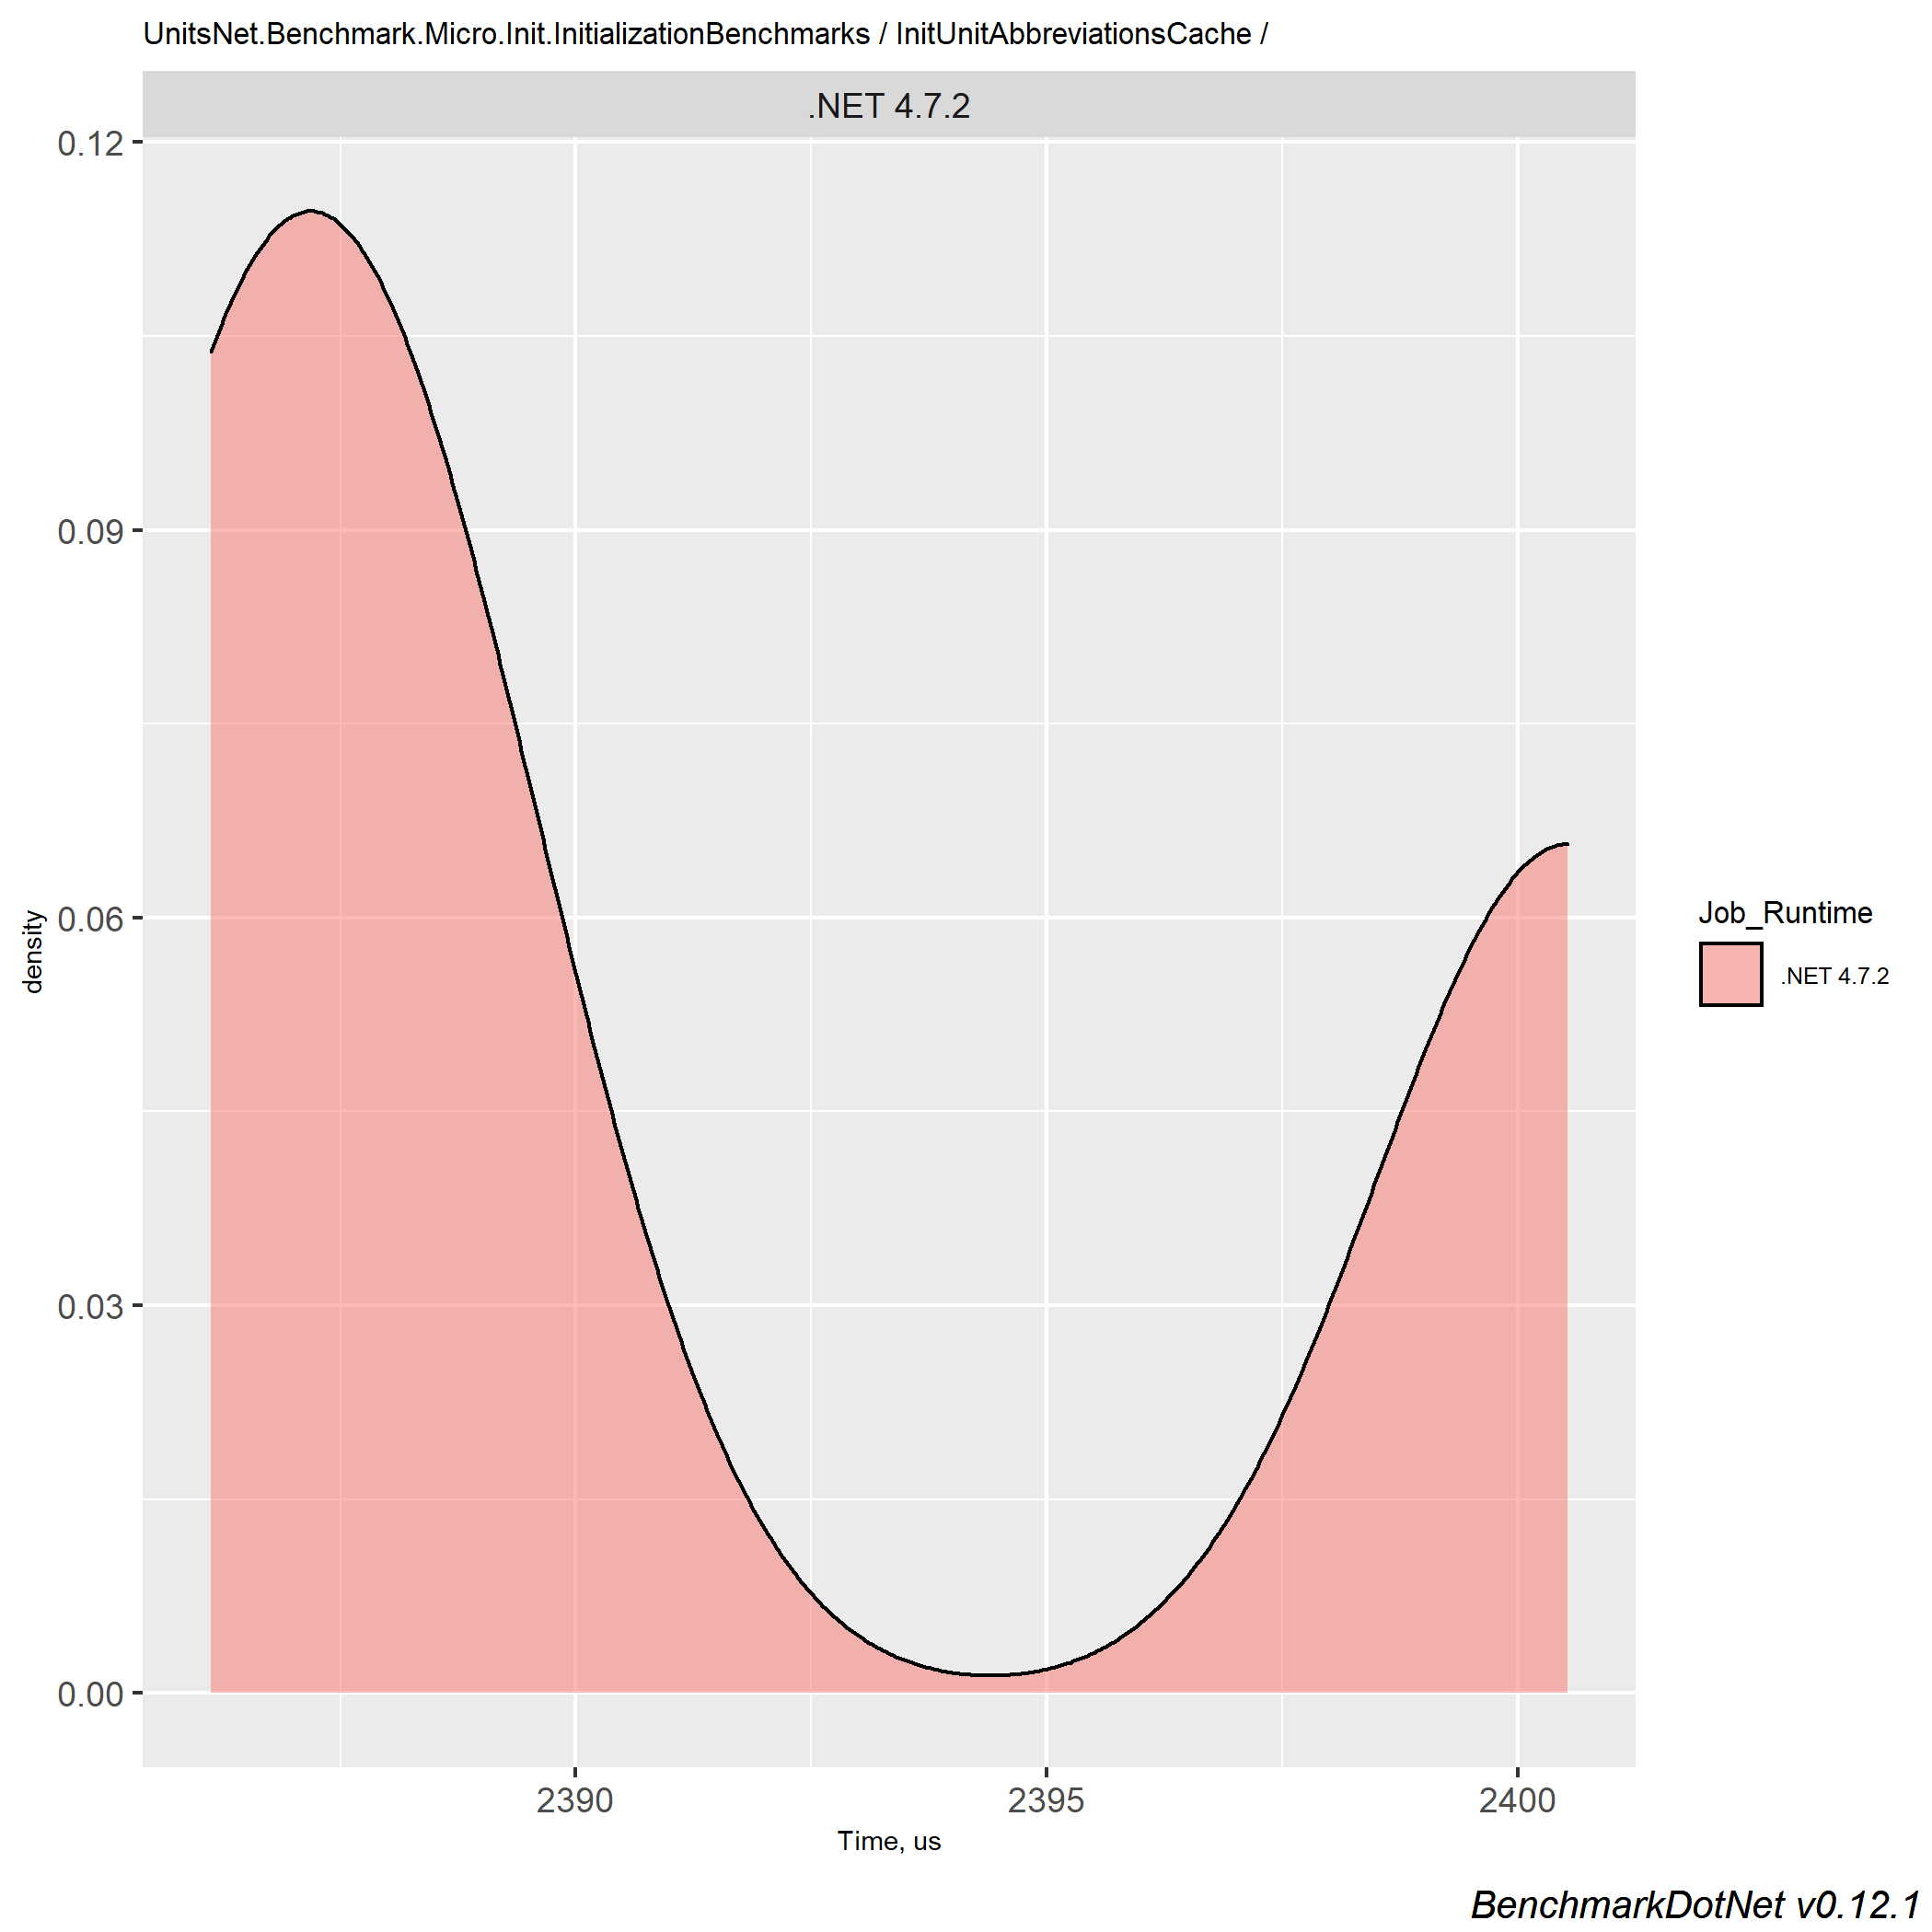 UnitsNet.Benchmark.Micro.Init.InitializationBenchmarks / InitUnitAbbreviationsCache /
.NET 4.7.2
0.12
0.09
0.06
0.03
0.00
density
2390
2395
2400
Time, us
Job_Runtime
.NET 4.7.2
BenchmarkDotNet v0.12.1